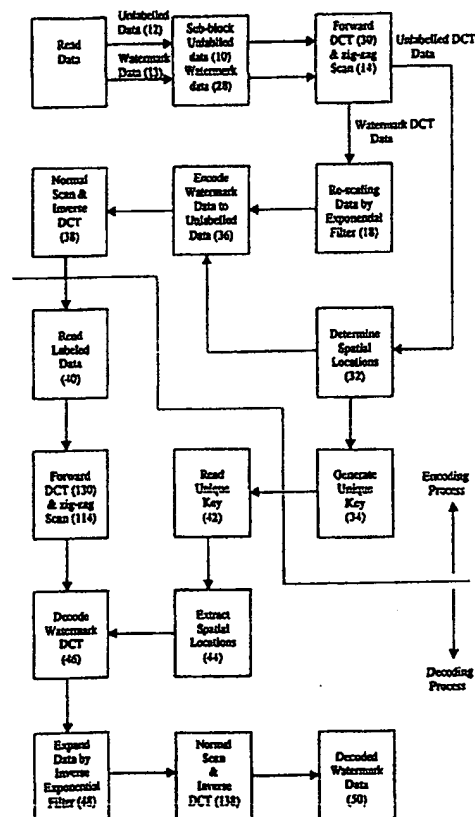 Unlabelled
Data (12)
Watermark
Data (13)
Read
Data
Sub-block
Unlabelled
data (10)
Watermark
data (28)
Forward
DCT (30)
& zig-zag
Scan (14)
Unlabelled DCT
Data
Watermark DCT
Data
Normal
Scan &
Inverse
DCT
(38)
Encode
Watermark
Data to
Unlabelled
Data (36)
Re-scaling
Data by
Exponential
Filter (18)
Read
Labeled
Data
(40)
Determine
Spatial
Locations
(32)
Forward
DCT (130)
& zig-zag
Scan (114)
Read
Unique
Key
(42)
Generate
Unique
Key
(34)
Encoding
Process
Decode
Watermark
DCT
(46)
Extract
Spatial
Locations
(44)
Decoding
Process
Expand
Data by
Inverse
Exponential
Filter (48)
Normal
Scan
&
Inverse
DCT (138)
Decoded
Watermark
Data
(50)